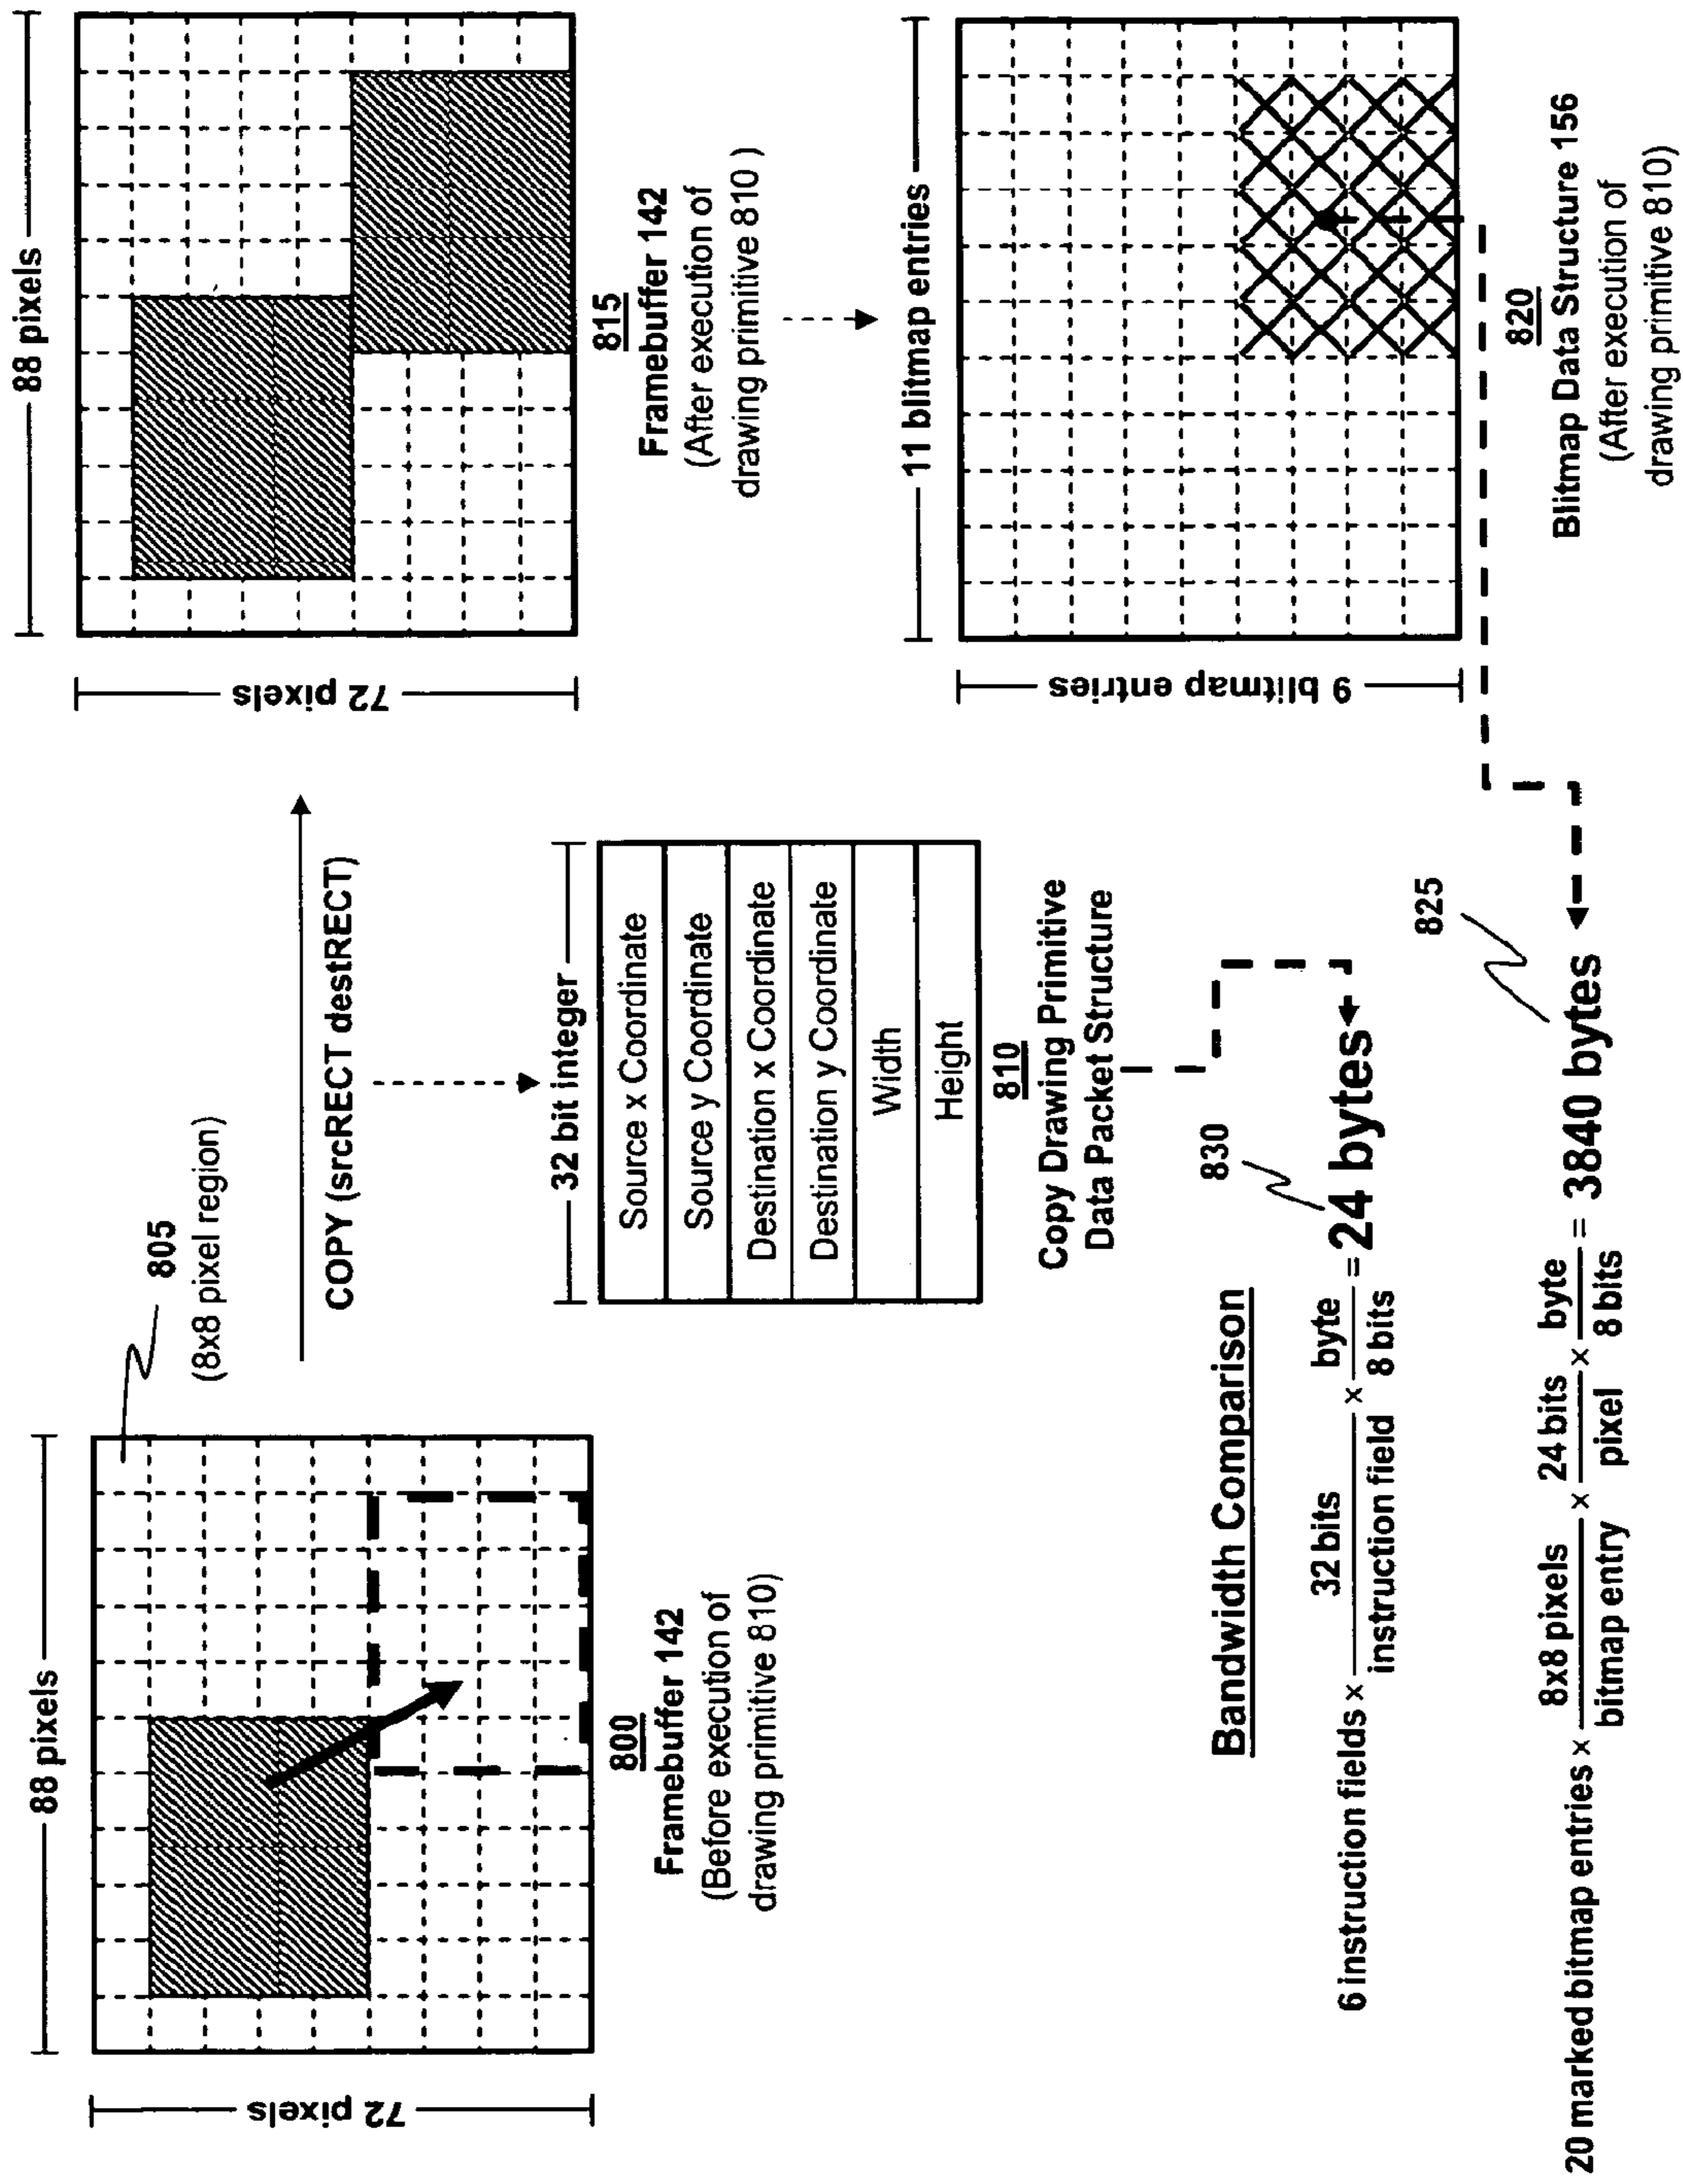 88 pixels
72 pixels
805
(8x8 pixel region)
800
Framebuffer 142
(Before execution of
drawing primitive 810)
COPY (srcRECT destRECT)
32 bit integer
Source x Coordinate
Source y Coordinate
Destination x Coordinate
Destination y Coordinate
Width
Height
810
Copy Drawing Primitive
Data Packet Structure
88 pixels
72 pixels
815
Framebuffer 142
(After execution of
drawing primitive 810 )
11 blitmap entries
9 blitmap entries
820
Blitmap Data Structure 156
(After execution of
drawing primitive 810)
Bandwidth Comparison
830
6 instruction fields × 32 bits / instruction field × byte / 8 bits = 24 bytes
825
20 marked bitmap entries × 8x8 pixels / bitmap entry × 24 bits / pixel × byte / 8 bits = 3840 bytes